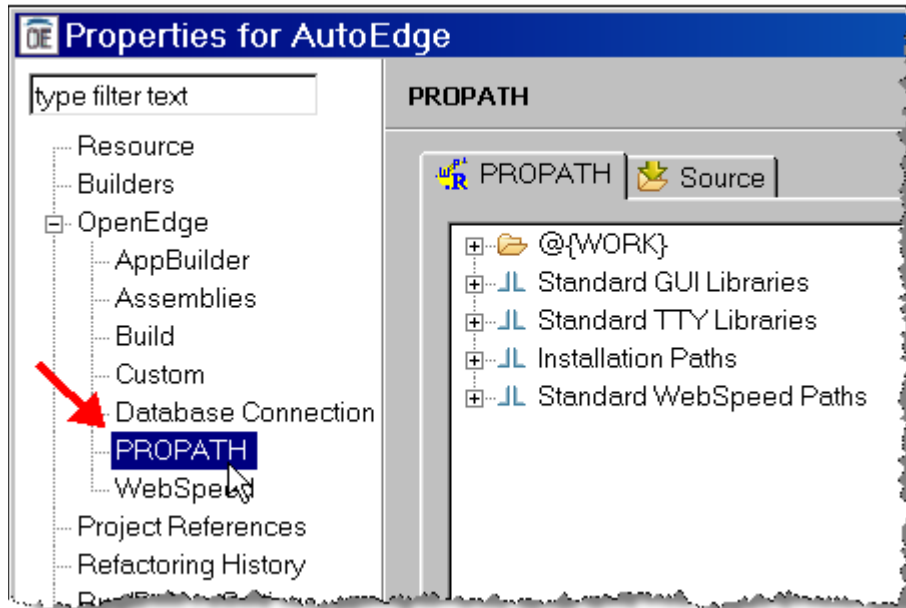 Properties for AutoEdge
type filter text
Resource
Builders
OpenEdge
AppBuilder
Assemblies
Build
Custom
Database Connection
PROPATH
WebSpeed
Project References
Refactoring History
PROPATH
PROPATH
Source
@{WORK}
Standard GUI Libraries
Standard TTY Libraries
Installation Paths
Standard WebSpeed Paths